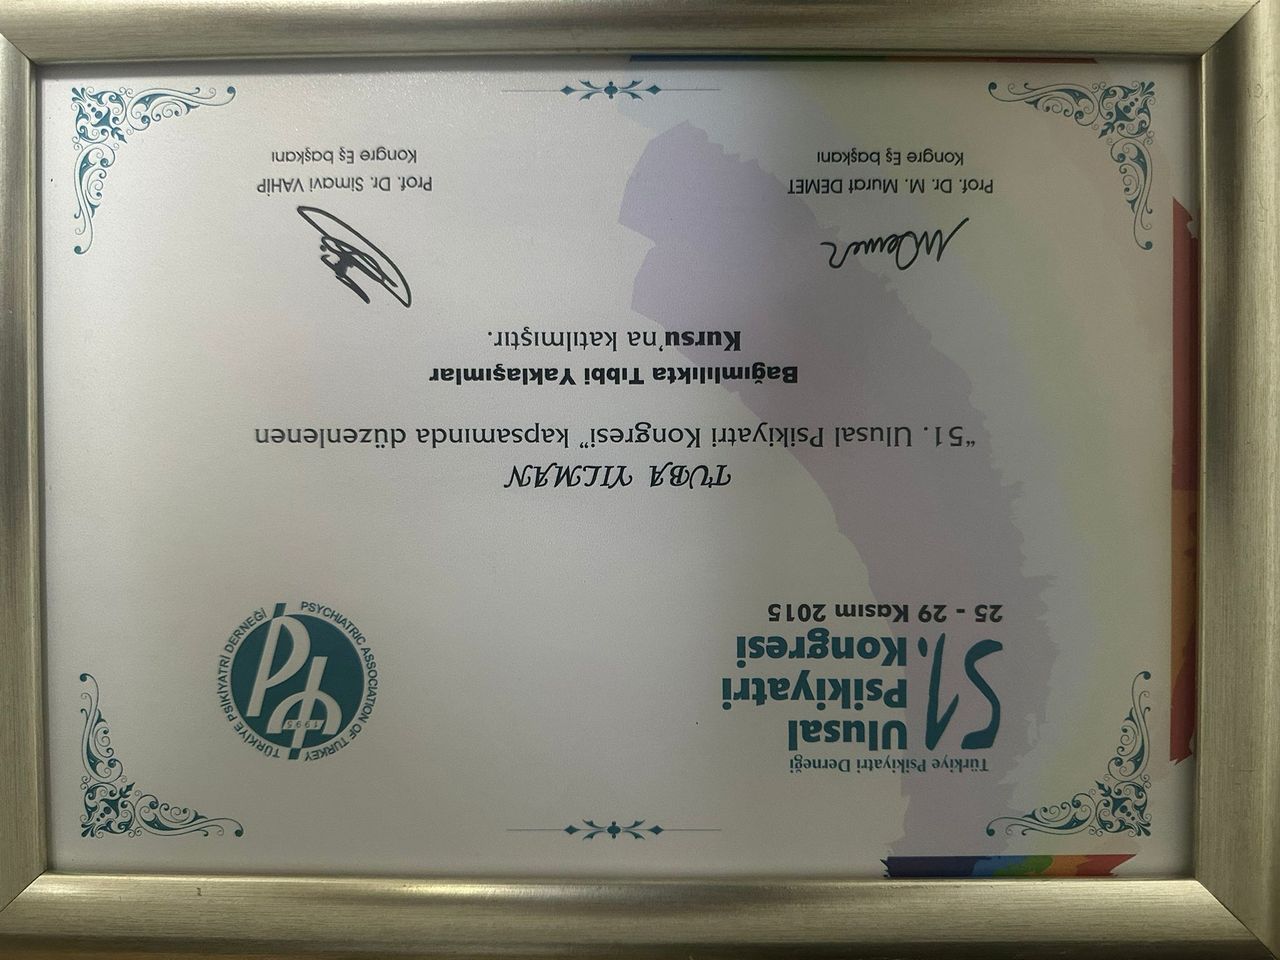 Türkiye Psikiyatri Derneği
51. Ulusal
Psikiyatri
Kongresi
25 - 29 Kasım 2015
TÜRKİYE PSİKİYATRİ DERNEĞİ
PSYCHIATRIC ASSOCIATION OF TURKEY
1995
TUBA YILMAN
"51. Ulusal Psikiyatri Kongresi" kapsamında düzenlenen
Bağımlılıkta Tıbbi Yaklaşımlar
Kursu'na katılmıştır.
Prof. Dr. M. Murat DEMET
Kongre Eş başkanı
Prof. Dr. Simavi VAHİP
Kongre Eş başkanı